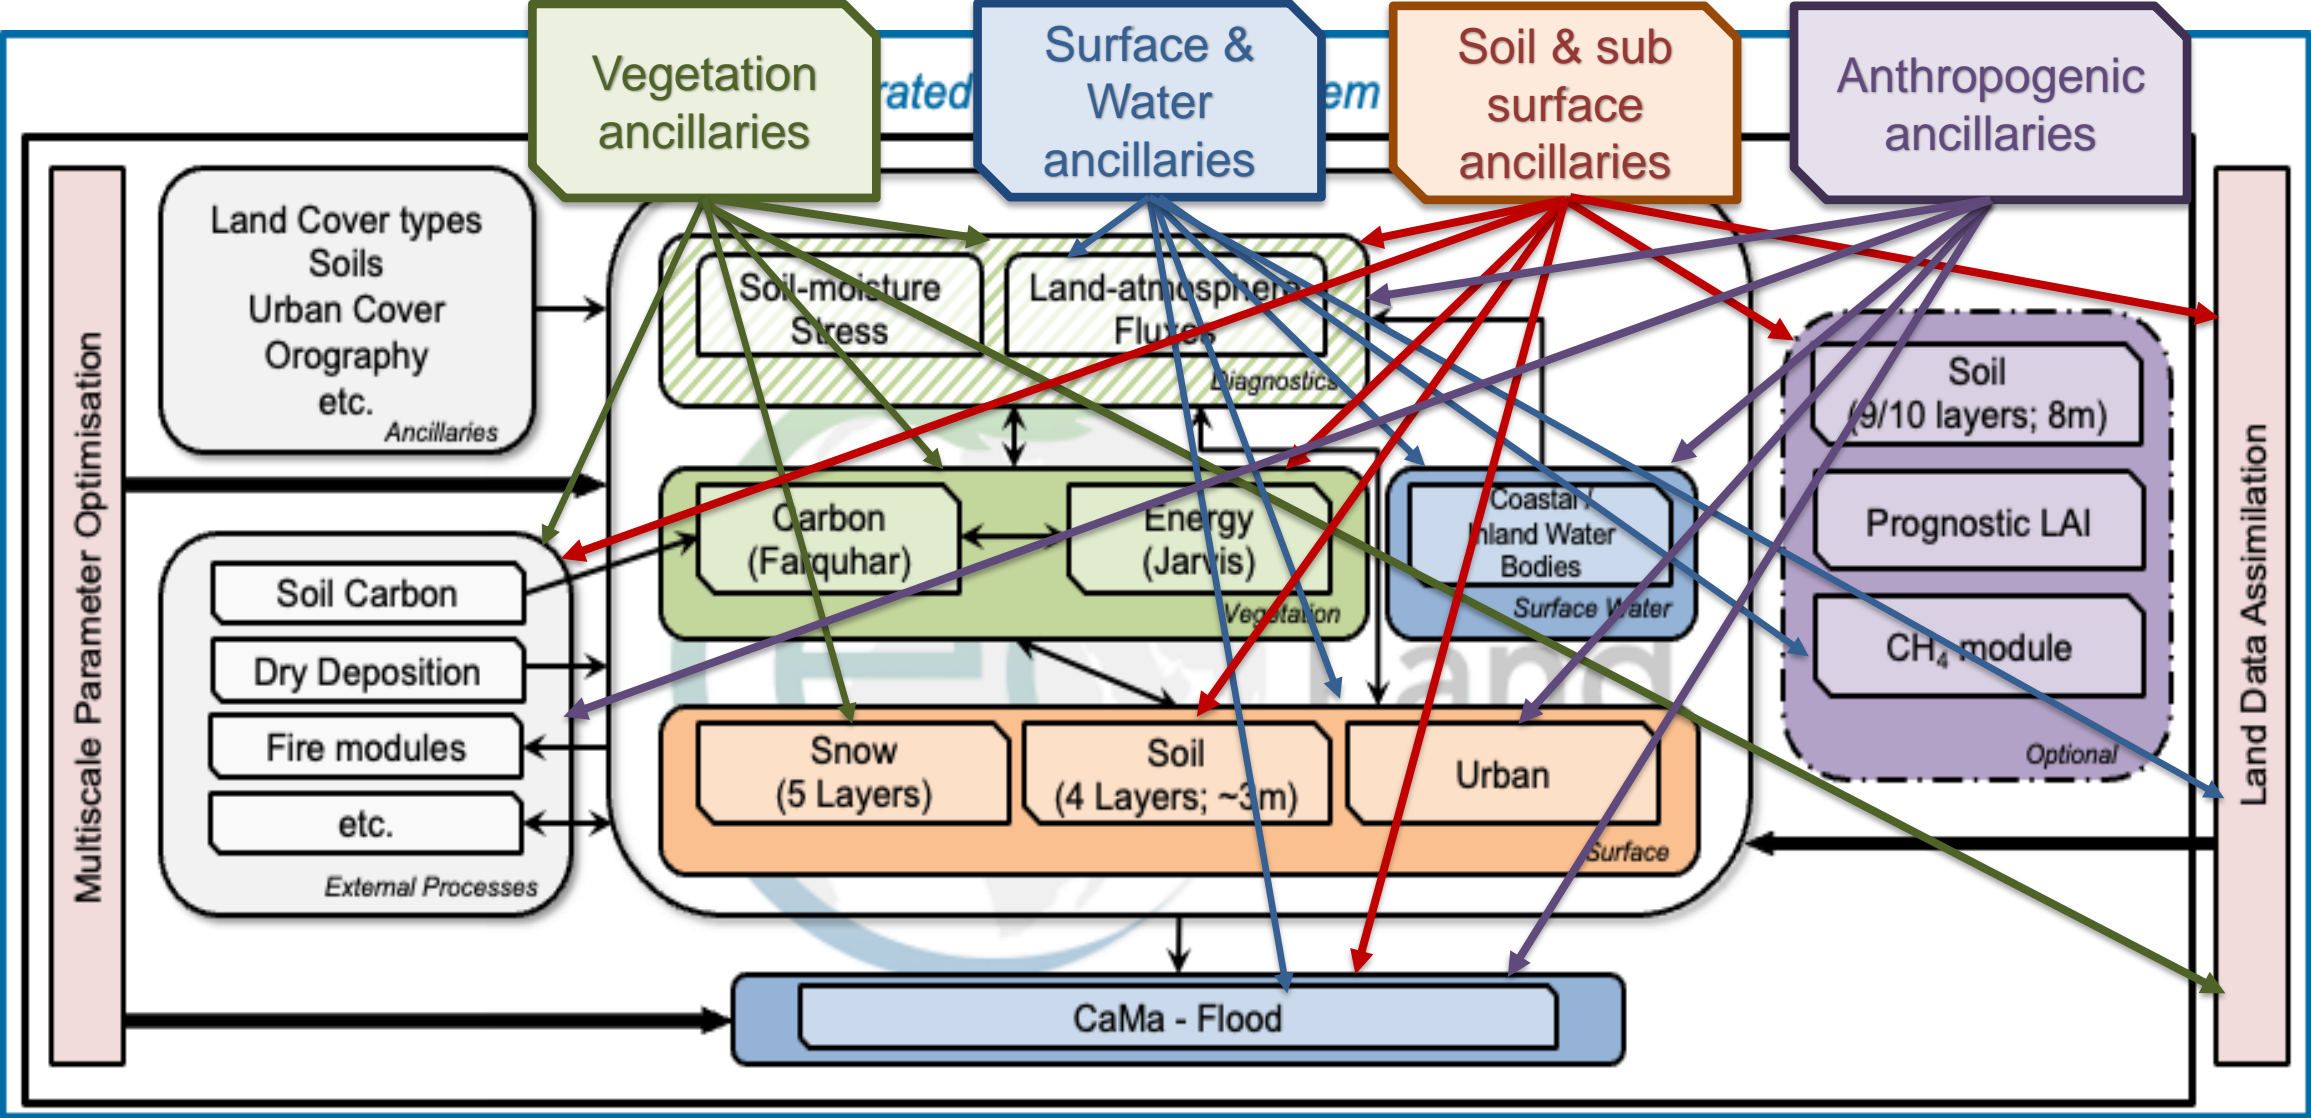 Vegetation
ancillaries
Surface &
Water
ancillaries
Soil & sub
surface
ancillaries
Anthropogenic
ancillaries
rated
em
Multiscale Parameter Optimisation
Land Cover types
Soils
Urban Cover
Orography
etc.
Ancillaries
Soil-moisture
Stress
Land-atmosphere
Fluxes
Diagnostics
Carbon
(Farquhar)
Energy
(Jarvis)
Vegetation
Coastal/
Inland Water
Bodies
Surface Water
Soil
(9/10 layers; 8m)
Prognostic LAI
CH₄ module
Optional
Land Data Assimilation
Soil Carbon
Dry Deposition
Fire modules
etc.
External Processes
Land
Snow
(5 Layers)
Soil
(4 Layers; ~3m)
Urban
Surface
CaMa - Flood